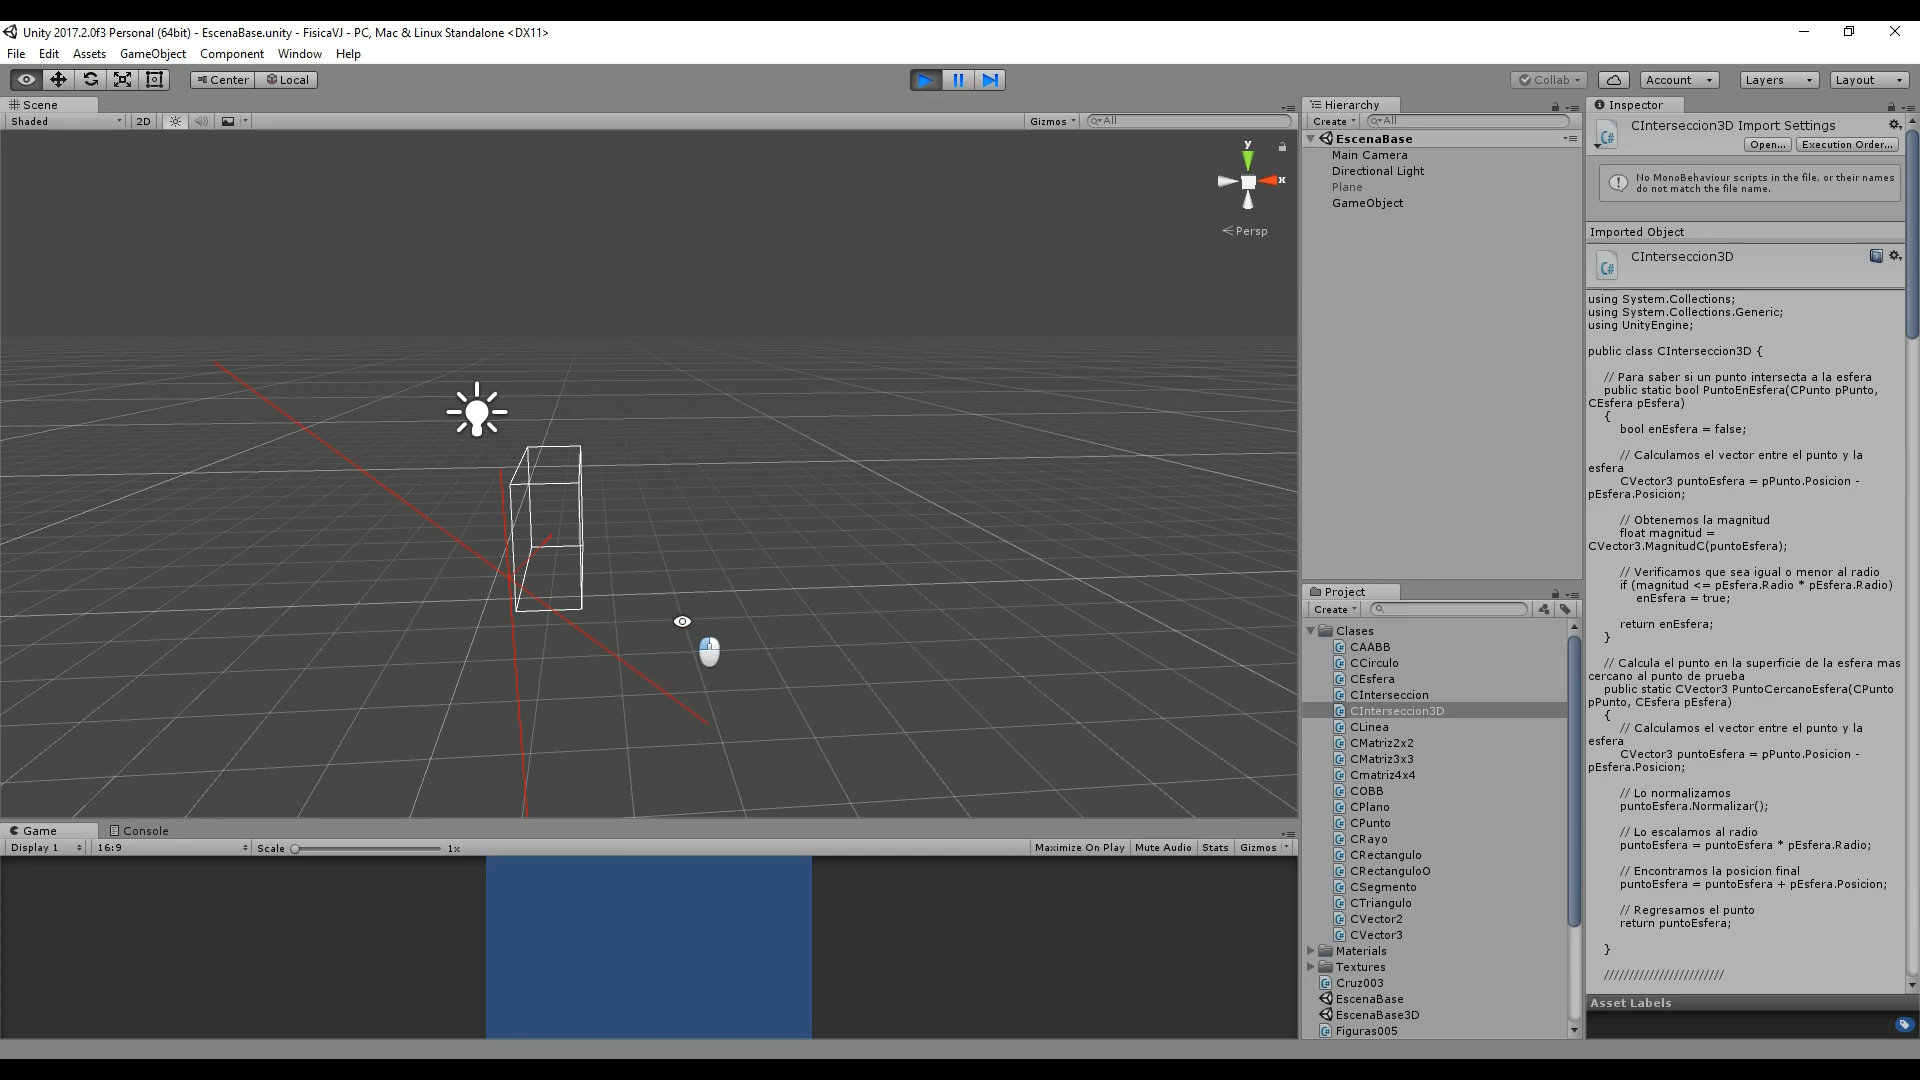 Unity 2017.2.0f3 Personal (64bit) - EscenaBase.unity - FisicaVJ - PC, Mac & Linux Standalone <DX11>
File Edit Assets GameObject Component Window Help
Center Local
Collab Account Layers Layout
Scene
Shaded 2D Gizmos All
y
x
Persp
Hierarchy
Create All
EscenaBase
Main Camera
Directional Light
Plane
GameObject
Project
Create
Clases
CAABB
CCirculo
CEsfera
CInterseccion
CInterseccion3D
CLinea
CMatriz2x2
CMatriz3x3
Cmatriz4x4
COBB
CPlano
CPunto
CRayo
CRectangulo
CRectanguloO
CSegmento
CTriangulo
CVector2
CVector3
Materials
Textures
Cruz003
EscenaBase
EscenaBase3D
Figuras005
Inspector
CInterseccion3D Import Settings
Open... Execution Order...
No MonoBehaviour scripts in the file, or their names
do not match the file name.
Imported Object
CInterseccion3D
using System.Collections;
using System.Collections.Generic;
using UnityEngine;
public class CInterseccion3D {
// Para saber si un punto intersecta a la esfera
public static bool PuntoEnEsfera(CPunto pPunto,
CEsfera pEsfera)
{
bool enEsfera = false;
// Calculamos el vector entre el punto y la
esfera
CVector3 puntoEsfera = pPunto.Posicion -
pEsfera.Posicion;
// Obtenemos la magnitud
float magnitud =
CVector3.MagnitudC(puntoEsfera);
// Verificamos que sea igual o menor al radio
if (magnitud <= pEsfera.Radio * pEsfera.Radio)
enEsfera = true;
return enEsfera;
}
// Calcula el punto en la superficie de la esfera mas
cercano al punto de prueba
public static CVector3 PuntoCercanoEsfera(CPunto
pPunto, CEsfera pEsfera)
{
// Calculamos el vector entre el punto y la
esfera
CVector3 puntoEsfera = pPunto.Posicion -
pEsfera.Posicion;
// Lo normalizamos
puntoEsfera.Normalizar();
// Lo escalamos al radio
puntoEsfera = puntoEsfera * pEsfera.Radio;
// Encontramos la posicion final
puntoEsfera = puntoEsfera + pEsfera.Posicion;
// Regresamos el punto
return puntoEsfera;
}
////////////////////////
Asset Labels
Game Console
Display 1 16:9 Scale 1x Maximize On Play Mute Audio Stats Gizmos